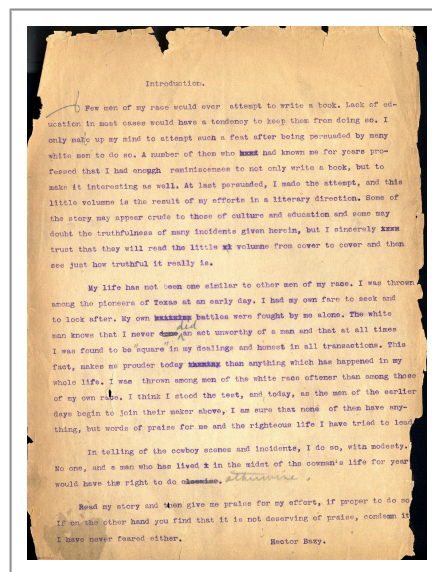 Introduction.
Few men of my race would ever attempt to write a book. Lack of ed-
ucation in most cases would have a tendency to keep them from doing so. I
only make up my mind to attempt such a feat after being persuaded by many
white men to do so. A number of them who xxxx had known me for years pro-
fessed that I had enough reminiscences to not only write a book, but to
make it interesting as well. At last persuaded, I made the attempt, and this
little volumne is the result of my efforts in a literary direction. Some of
the story may appear crude to those of culture and education and some may
doubt the truthfulness of many incidents given herein, but I sincerely xxxx
trust that they will read the little xx volumne from cover to cover and then
see just how truthful it really is.
My life has not been one similar to other men of my race. I was thrown
among the pioneers of Texas at an early day. I had my own fare to seek and
to look after. My own xxxxxxxx battles were fought by me alone. The white
man knows that I never did an act unworthy of a man and that at all times
I was found to be "square" in my dealings and honest in all transactions. This
fact, makes me prouder today xxxxxxx than anything which has happened in my
whole life. I was thrown among men of the white race oftener than among those
of my own race. I think I stood the test, and today, as the men of the earlier
days begin to join their maker above, I am sure that none of them have any-
thing, but words of praise for me and the righteous life I have tried to lead
In telling of the cowboy scenes and incidents, I do so, with modesty.
No one, and a man who has lived x in the midst of the cowman's life for year
would have the right to do otherwise.
Read my story and then give me praise for my effort, if proper to do so
If on the other hand you find that it is not deserving of praise, condemn it
I have never feared either. Hector Bazy.